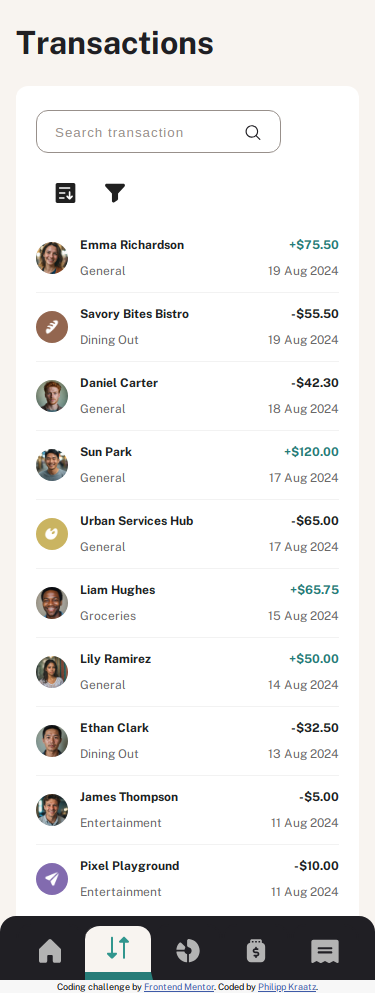 Transactions
Search transaction
Emma Richardson +$75.50
General 19 Aug 2024
Savory Bites Bistro -$55.50
Dining Out 19 Aug 2024
Daniel Carter -$42.30
General 18 Aug 2024
Sun Park +$120.00
General 17 Aug 2024
Urban Services Hub -$65.00
General 17 Aug 2024
Liam Hughes +$65.75
Groceries 15 Aug 2024
Lily Ramirez +$50.00
General 14 Aug 2024
Ethan Clark -$32.50
Dining Out 13 Aug 2024
James Thompson -$5.00
Entertainment 11 Aug 2024
Pixel Playground -$10.00
Entertainment 11 Aug 2024
$
Coding challenge by Frontend Mentor. Coded by Philipp Kraatz.